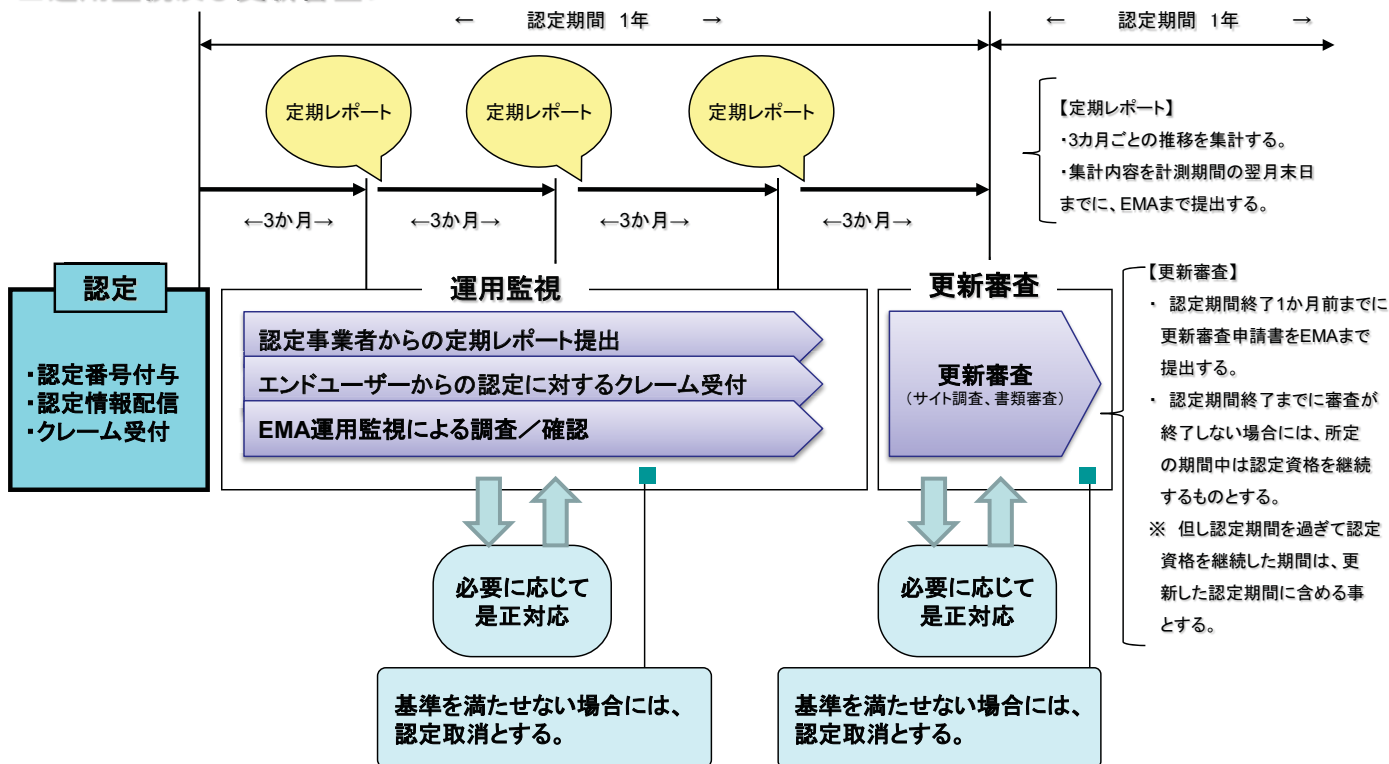 ← 認定期間 1年 →
← 認定期間 1年 →
定期レポート
定期レポート
定期レポート
←3か月→
←3か月→
←3か月→
←3か月→
【定期レポート】
・3カ月ごとの推移を集計する。
・集計内容を計測期間の翌月末日
までに、EMAまで提出する。
認定
・認定番号付与
・認定情報配信
・クレーム受付
運用監視
認定事業者からの定期レポート提出
エンドユーザーからの認定に対するクレーム受付
EMA運用監視による調査／確認
更新審査
更新審査
（サイト調査、書類審査）
【更新審査】
・ 認定期間終了1か月前までに
更新審査申請書をEMAまで
提出する。
・ 認定期間終了までに審査が
終了しない場合には、所定
の期間中は認定資格を継続
するものとする。
※ 但し認定期間を過ぎて認定
資格を継続した期間は、更
新した認定期間に含める事
とする。
必要に応じて
是正対応
必要に応じて
是正対応
基準を満たせない場合には、
認定取消とする。
基準を満たせない場合には、
認定取消とする。